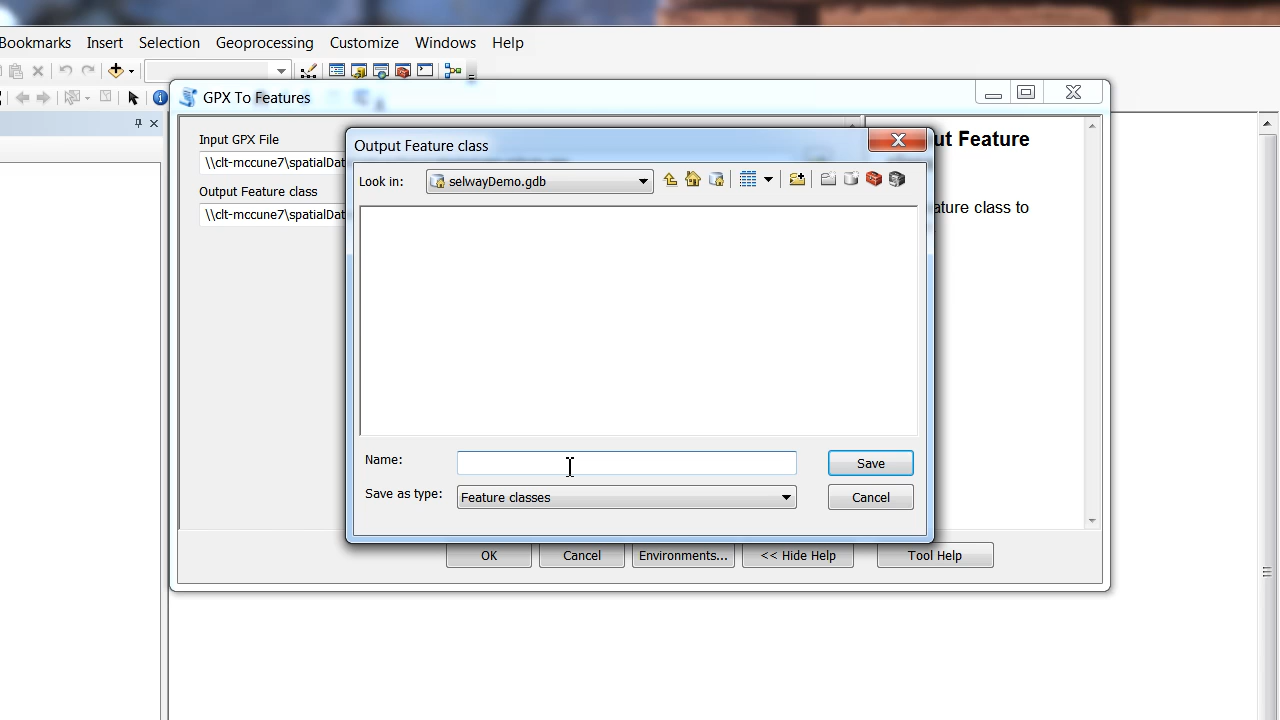 Bookmarks Insert Selection Geoprocessing Customize Windows Help
GPX To Features
Input GPX File
\\clt-mccune7\spatialDat
Output Feature class
\\clt-mccune7\spatialDat
Output Feature class
Look in: selwayDemo.gdb
Name:
Save
Save as type: Feature classes
Cancel
ut Feature
ature class to
OK Cancel Environments... << Hide Help Tool Help